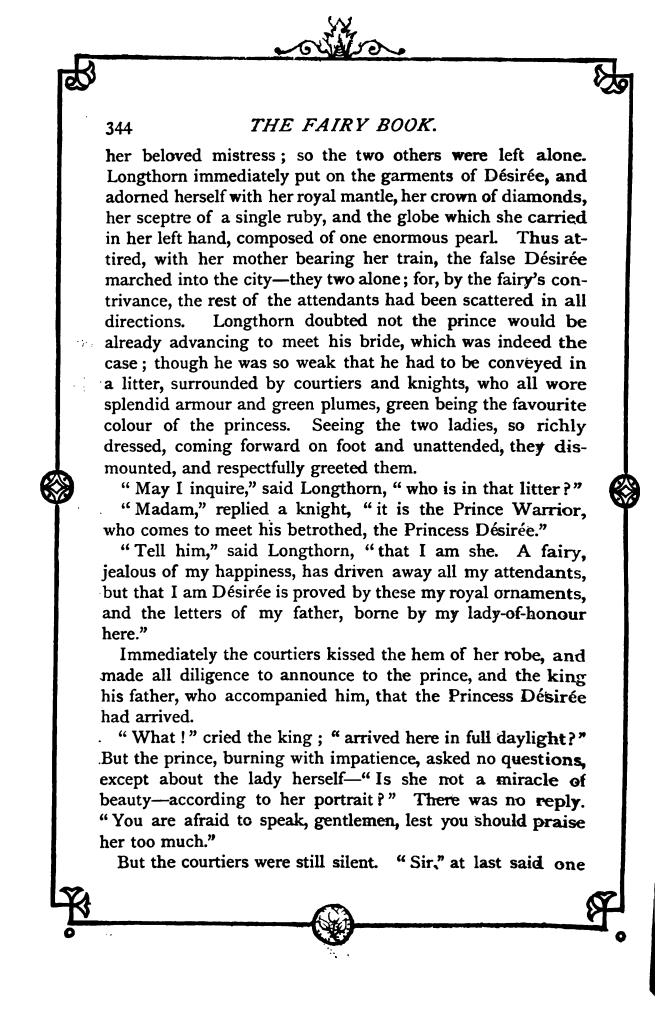 344 THE FAIRY BOOK.
her beloved mistress ; so the two others were left alone.
Longthorn immediately put on the garments of Désirée, and
adorned herself with her royal mantle, her crown of diamonds,
her sceptre of a single ruby, and the globe which she carried
in her left hand, composed of one enormous pearl. Thus at-
tired, with her mother bearing her train, the false Désirée
marched into the city—they two alone ; for, by the fairy's con-
trivance, the rest of the attendants had been scattered in all
directions. Longthorn doubted not the prince would be
already advancing to meet his bride, which was indeed the
case ; though he was so weak that he had to be conveyed in
a litter, surrounded by courtiers and knights, who all wore
splendid armour and green plumes, green being the favourite
colour of the princess. Seeing the two ladies, so richly
dressed, coming forward on foot and unattended, they dis-
mounted, and respectfully greeted them.
“ May I inquire,” said Longthorn, “ who is in that litter ? ”
“ Madam,” replied a knight, “ it is the Prince Warrior,
who comes to meet his betrothed, the Princess Désirée.”
“ Tell him,” said Longthorn, “ that I am she. A fairy,
jealous of my happiness, has driven away all my attendants,
but that I am Désirée is proved by these my royal ornaments,
and the letters of my father, borne by my lady-of-honour
here.”
Immediately the courtiers kissed the hem of her robe, and
made all diligence to announce to the prince, and the king
his father, who accompanied him, that the Princess Désirée
had arrived.
“ What ! ” cried the king ; “ arrived here in full daylight ? ”
But the prince, burning with impatience, asked no questions,
except about the lady herself—“ Is she not a miracle of
beauty—according to her portrait ? ” There was no reply.
“ You are afraid to speak, gentlemen, lest you should praise
her too much.”
But the courtiers were still silent. “ Sir,” at last said one